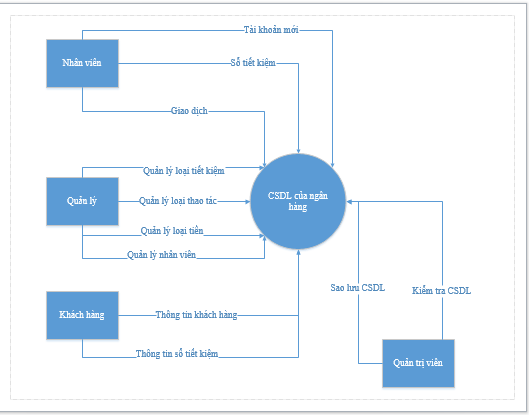 Tài khoản mới
Nhân viên
Số tiết kiệm
Giao dịch
Quản lý loại tiết kiệm
Quản lý
Quản lý loại thao tác
CSDL của ngân
hàng
Quản lý loại tiền
Quản lý nhân viên
Sao lưu CSDL
Kiểm tra CSDL
Khách hàng
Thông tin khách hàng
Thông tin số tiết kiệm
Quản trị viên